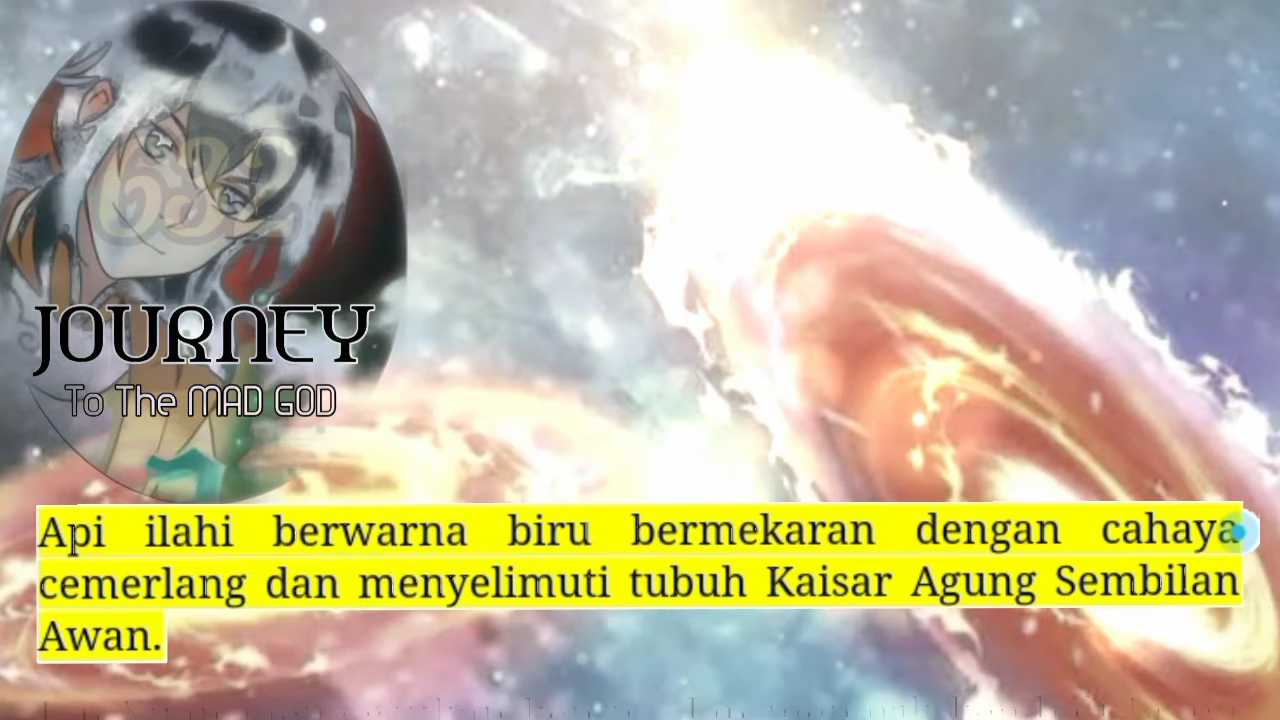 JOURNEY
To The MAD GOD
Api ilahi berwarna biru bermekaran dengan cahaya
cemerlang dan menyelimuti tubuh Kaisar Agung Sembilan
Awan.